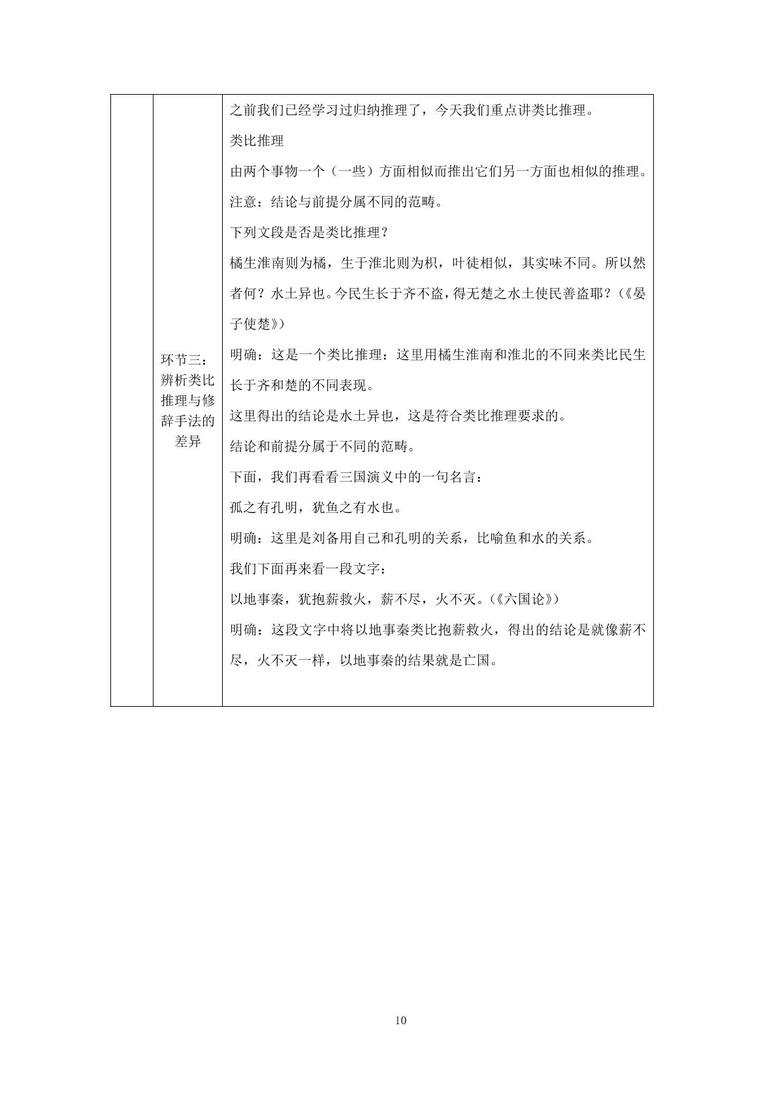 之前我们已经学习过归纳推理了，今天我们重点讲类比推理。
类比推理
由两个事物一个（一些）方面相似而推出它们另一方面也相似的推理。
注意：结论与前提分属不同的范畴。
下列文段是否是类比推理？
橘生淮南则为橘，生于淮北则为枳，叶徒相似，其实味不同。所以然
者何？水土异也。今民生长于齐不盗，得无楚之水土使民善盗耶？（《晏
子使楚》）
环节三：
辨析类比
推理与修
辞手法的
差异
明确：这是一个类比推理：这里用橘生淮南和淮北的不同来类比民生
长于齐和楚的不同表现。
这里得出的结论是水土异也，这是符合类比推理要求的。
结论和前提分属于不同的范畴。
下面，我们再看看三国演义中的一句名言：
孤之有孔明，犹鱼之有水也。
明确：这里是刘备用自己和孔明的关系，比喻鱼和水的关系。
我们下面再来看一段文字：
以地事秦，犹抱薪救火，薪不尽，火不灭。（《六国论》）
明确：这段文字中将以地事秦类比抱薪救火，得出的结论是就像薪不
尽，火不灭一样，以地事秦的结果就是亡国。
10